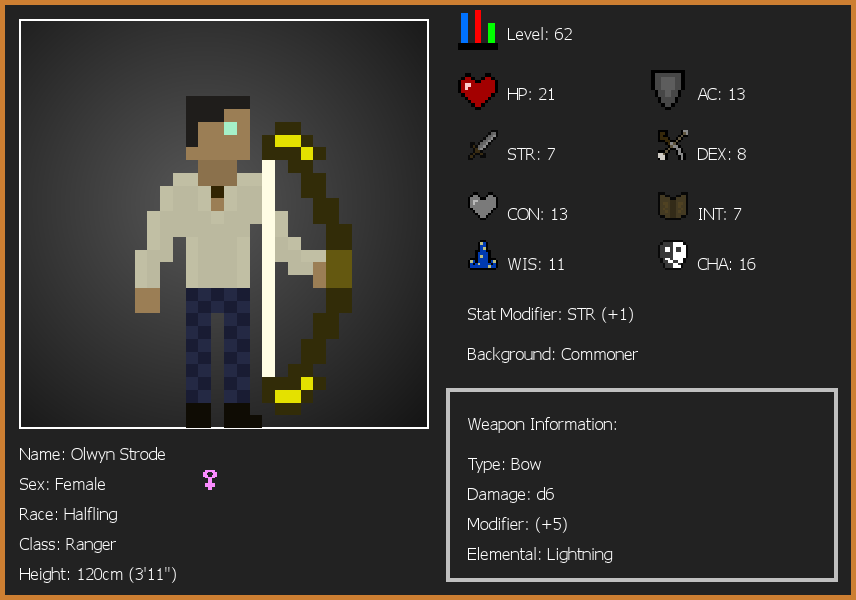 Level: 62
HP: 21
AC: 13
STR: 7
DEX: 8
CON: 13
INT: 7
WIS: 11
CHA: 16
Stat Modifier: STR (+1)
Background: Commoner
Weapon Information:
Type: Bow
Damage: d6
Modifier: (+5)
Elemental: Lightning
Name: Olwyn Strode
Sex: Female
Race: Halfling
Class: Ranger
Height: 120cm (3'11")